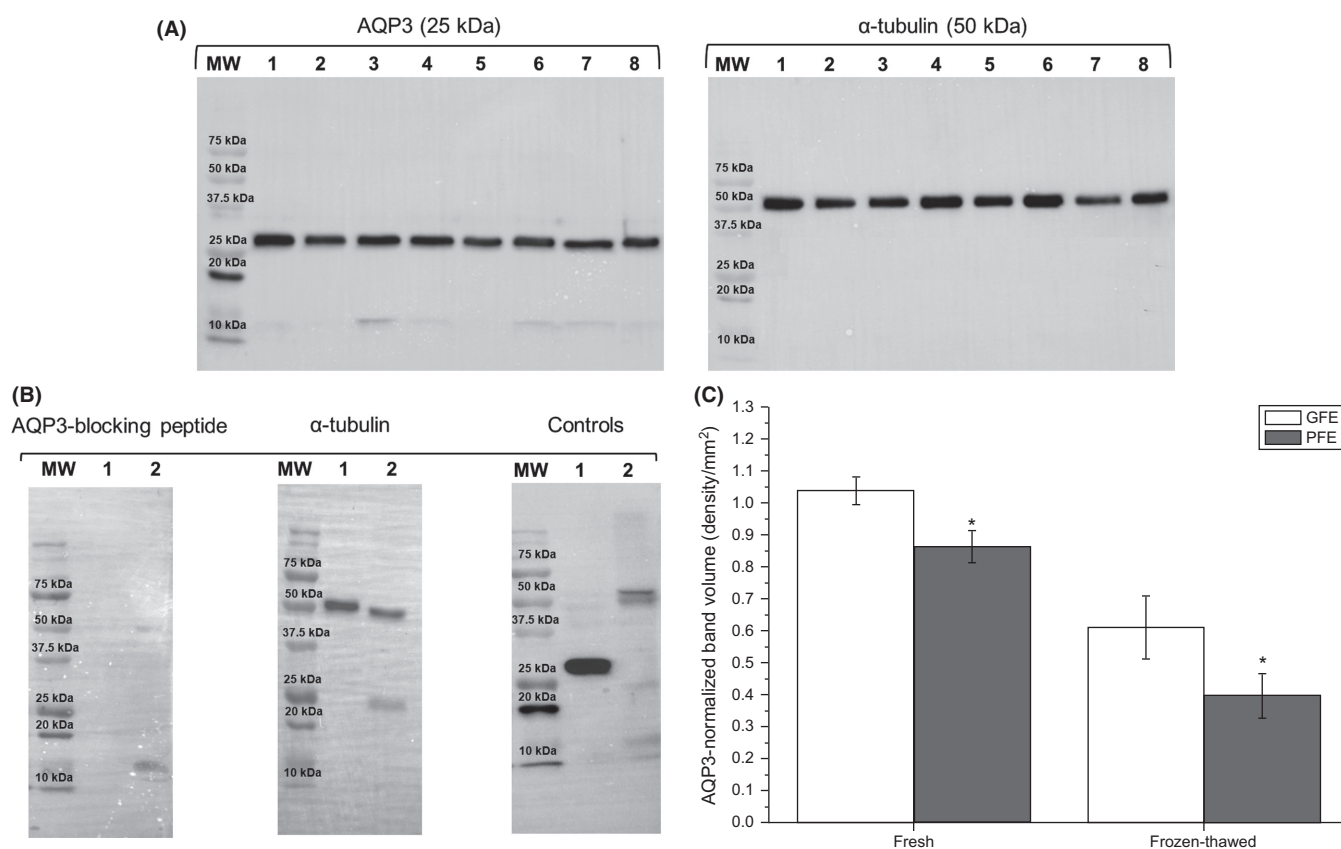 (A)
AQP3 (25 kDa)
α-tubulin (50 kDa)
MW 1 2 3 4 5 6 7 8
MW 1 2 3 4 5 6 7 8
75 kDa
50 kDa
37.5 kDa
25 kDa
20 kDa
10 kDa
75 kDa
50 kDa
37.5 kDa
25 kDa
20 kDa
10 kDa
(B)
AQP3-blocking peptide
α-tubulin
Controls
MW 1 2
MW 1 2
MW 1 2
75 kDa
50 kDa
37.5 kDa
25 kDa
20 kDa
10 kDa
75 kDa
50 kDa
37.5 kDa
25 kDa
20 kDa
10 kDa
75 kDa
50 kDa
37.5 kDa
25 kDa
20 kDa
10 kDa
(C)
AQP3-normalized band volume (density/mm²)
1.3
1.2
1.1
1.0
0.9
0.8
0.7
0.6
0.5
0.4
0.3
0.2
0.1
0.0
GFE
PFE
*
*
Fresh
Frozen-thawed